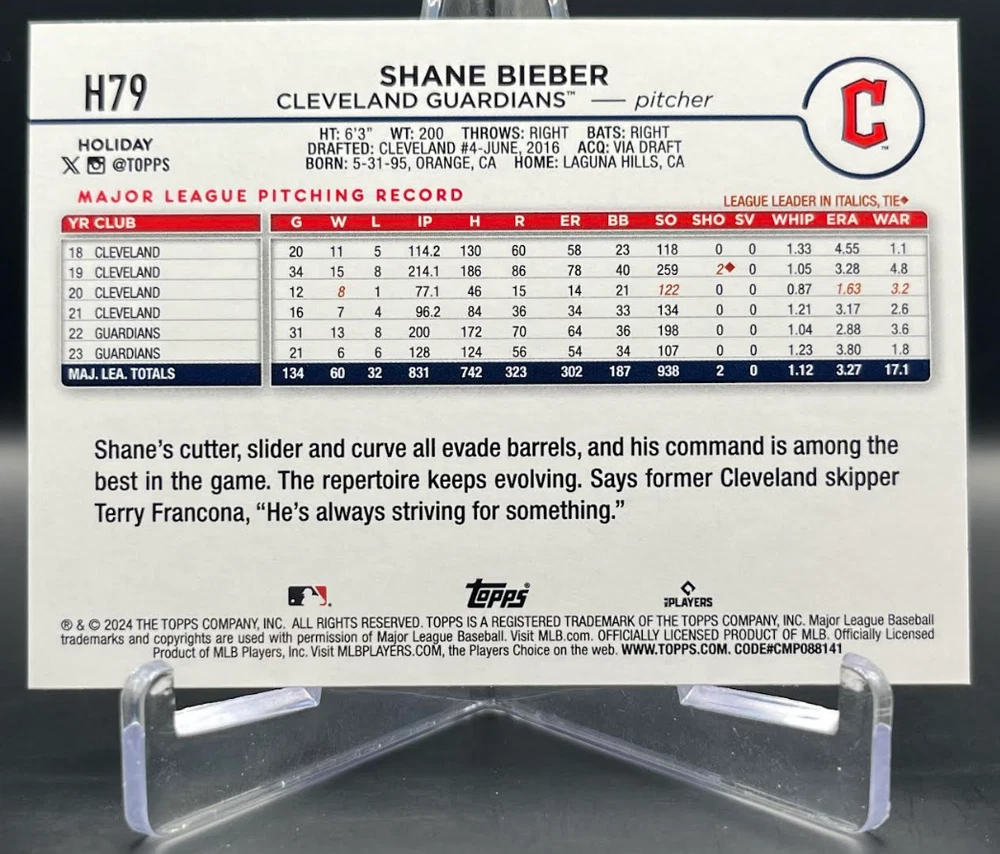 H79
SHANE BIEBER
CLEVELAND GUARDIANS™ — pitcher
C™
HOLIDAY
X @TOPPS
HT: 6'3" WT: 200 THROWS: RIGHT BATS: RIGHT
DRAFTED: CLEVELAND #4-JUNE, 2016 ACQ: VIA DRAFT
BORN: 5-31-95, ORANGE, CA HOME: LAGUNA HILLS, CA
MAJOR LEAGUE PITCHING RECORD
LEAGUE LEADER IN ITALICS, TIE◆
YR CLUB G W L IP H R ER BB SO SHO SV WHIP ERA WAR
18 CLEVELAND 20 11 5 114.2 130 60 58 23 118 0 0 1.33 4.55 1.1
19 CLEVELAND 34 15 8 214.1 186 86 78 40 259 2◆ 0 1.05 3.28 4.8
20 CLEVELAND 12 8 1 77.1 46 15 14 21 122 0 0 0.87 1.63 3.2
21 CLEVELAND 16 7 4 96.2 84 36 34 33 134 0 0 1.21 3.17 2.6
22 GUARDIANS 31 13 8 200 172 70 64 36 198 0 0 1.04 2.88 3.6
23 GUARDIANS 21 6 6 128 124 56 54 34 107 0 0 1.23 3.80 1.8
MAJ. LEA. TOTALS 134 60 32 831 742 323 302 187 938 2 0 1.12 3.27 17.1
Shane's cutter, slider and curve all evade barrels, and his command is among the
best in the game. The repertoire keeps evolving. Says former Cleveland skipper
Terry Francona, “He's always striving for something.”
Topps®
PLAYERS
® & © 2024 THE TOPPS COMPANY, INC. ALL RIGHTS RESERVED. TOPPS IS A REGISTERED TRADEMARK OF THE TOPPS COMPANY, INC. Major League Baseball
trademarks and copyrights are used with permission of Major League Baseball. Visit MLB.com. OFFICIALLY LICENSED PRODUCT OF MLB. Officially Licensed
Product of MLB Players, Inc. Visit MLBPLAYERS.COM, the Players Choice on the web. WWW.TOPPS.COM. CODE#CMP088141